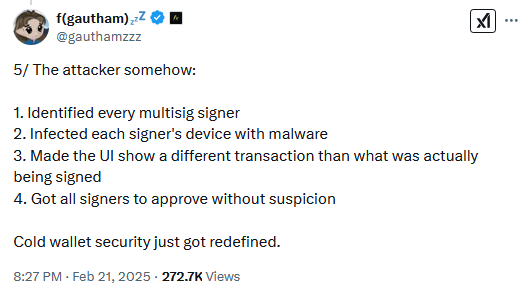 f(gautham) zzZ
@gauthamzzz
5/ The attacker somehow:
1. Identified every multisig signer
2. Infected each signer's device with malware
3. Made the UI show a different transaction than what was actually
being signed
4. Got all signers to approve without suspicion
Cold wallet security just got redefined.
8:27 PM · Feb 21, 2025 · 272.7K Views